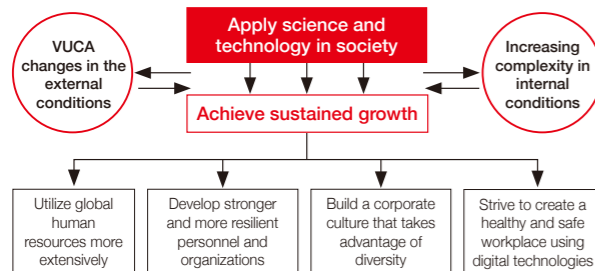 Apply science and
technology in society
VUCA
changes in the
external
conditions
Increasing
complexity in
internal
conditions
Achieve sustained growth
Utilize global
human
resources more
extensively
Develop stronger
and more resilient
personnel and
organizations
Build a corporate
culture that takes
advantage of
diversity
Strive to create a
healthy and safe
workplace using
digital technologies